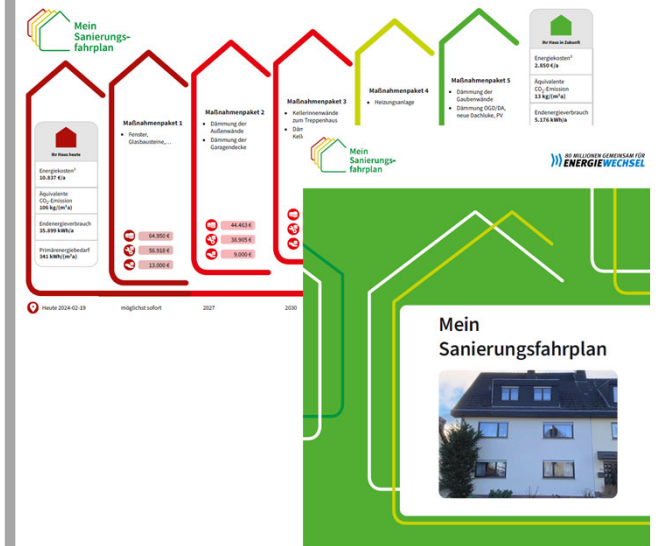 Mein
Sanierungs-
fahrplan
Ihr Haus heute
Energiekosten²
10.837 €/a
Äquivalente
CO₂-Emission
106 kg/(m²a)
Endenergieverbrauch
35.899 kWh/a
Primärenergiebedarf
341 kWh/(m²a)
Maßnahmenpaket 1
Fenster,
Glasbausteine,...
64.950 €
56.918 €
13.000 €
Maßnahmenpaket 2
Dämmung der
Außenwände
Dämmung der
Garagendecke
44.463 €
38.905 €
9.000 €
Maßnahmenpaket 3
Kellerinnenwände
zum Treppenhaus
Däm
Kell
Maßnahmenpaket 4
Heizungsanlage
Maßnahmenpaket 5
Dämmung der
Gaubenwände
Dämmung OGD/DA,
neue Dachluke, PV
Ihr Haus in Zukunft
Energiekosten²
2.850 €/a
Äquivalente
CO₂-Emission
13 kg/(m²a)
Endenergieverbrauch
5.176 kWh/a
Heute 2024-02-19
möglichst sofort
2027
2030
Mein
Sanierungs-
fahrplan
80 MILLIONEN GEMEINSAM FÜR
ENERGIEWECHSEL
Mein
Sanierungsfahrplan